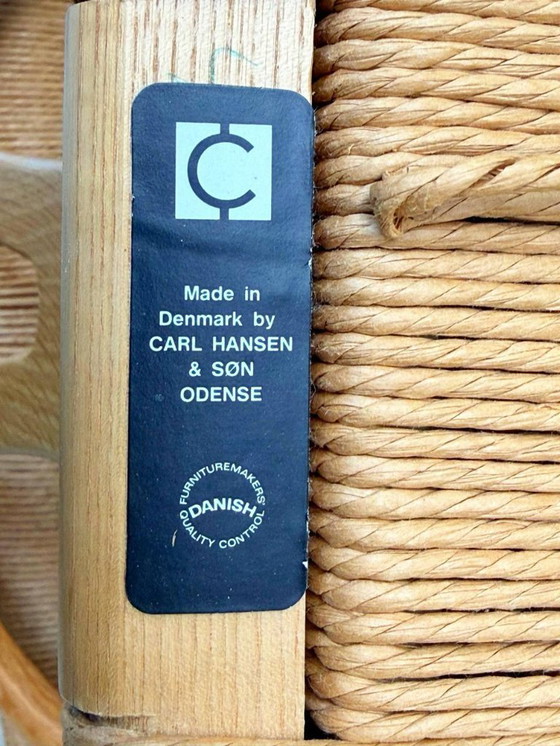 C
Made in
Denmark by
CARL HANSEN
& SØN
ODENSE
FURNITUREMAKERS'
DANISH
QUALITY CONTROL